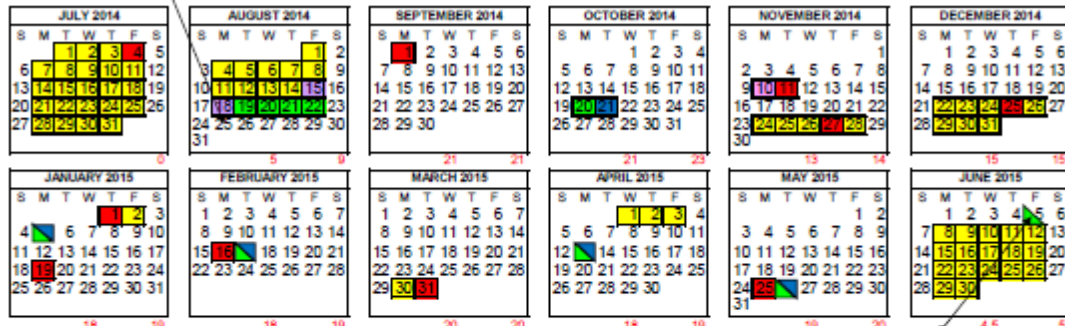 JULY 2014
S M T W T F S
1 2 3 4 5
6 7 8 9 10 11 12
13 14 15 16 17 18 19
20 21 22 23 24 25 26
27 28 29 30 31
0
AUGUST 2014
S M T W T F S
1 2
3 4 5 6 7 8 9
10 11 12 13 14 15 16
17 18 19 20 21 22 23
24 25 26 27 28 29 30
31
5 9
SEPTEMBER 2014
S M T W T F S
1 2 3 4 5 6
7 8 9 10 11 12 13
14 15 16 17 18 19 20
21 22 23 24 25 26 27
28 29 30
21 21
OCTOBER 2014
S M T W T F S
1 2 3 4
5 6 7 8 9 10 11
12 13 14 15 16 17 18
19 20 21 22 23 24 25
26 27 28 29 30 31
21 23
NOVEMBER 2014
S M T W T F S
1
2 3 4 5 6 7 8
9 10 11 12 13 14 15
16 17 18 19 20 21 22
23 24 25 26 27 28 29
30
13 14
DECEMBER 2014
S M T W T F S
1 2 3 4 5 6
7 8 9 10 11 12 13
14 15 16 17 18 19 20
21 22 23 24 25 26 27
28 29 30 31
15 15
JANUARY 2015
S M T W T F S
1 2 3
4 6 7 8 9 10
11 12 13 14 15 16 17
18 19 20 21 22 23 24
25 26 27 28 29 30 31
18 19
FEBRUARY 2015
S M T W T F S
1 2 3 4 5 6 7
8 9 10 11 12 13 14
15 16 18 19 20 21
22 23 24 25 26 27 28
18 19
MARCH 2015
S M T W T F S
1 2 3 4 5 6 7
8 9 10 11 12 13 14
15 16 17 18 19 20 21
22 23 24 25 26 27 28
29 30 31
20 20
APRIL 2015
S M T W T F S
1 2 3 4
5 6 7 8 9 10 11
12 14 15 16 17 18
19 20 21 22 23 24 25
26 27 28 29 30
18 19
MAY 2015
S M T W T F S
1 2
3 4 5 6 7 8 9
10 11 12 13 14 15 16
17 18 19 20 21 22 23
24 25 27 28 29 30
31
19 20
JUNE 2015
S M T W T F S
1 2 3 4 5 6
7 8 9 10 11 12 13
14 15 16 17 18 19 20
21 22 23 24 25 26 27
28 29 30
4.5 5